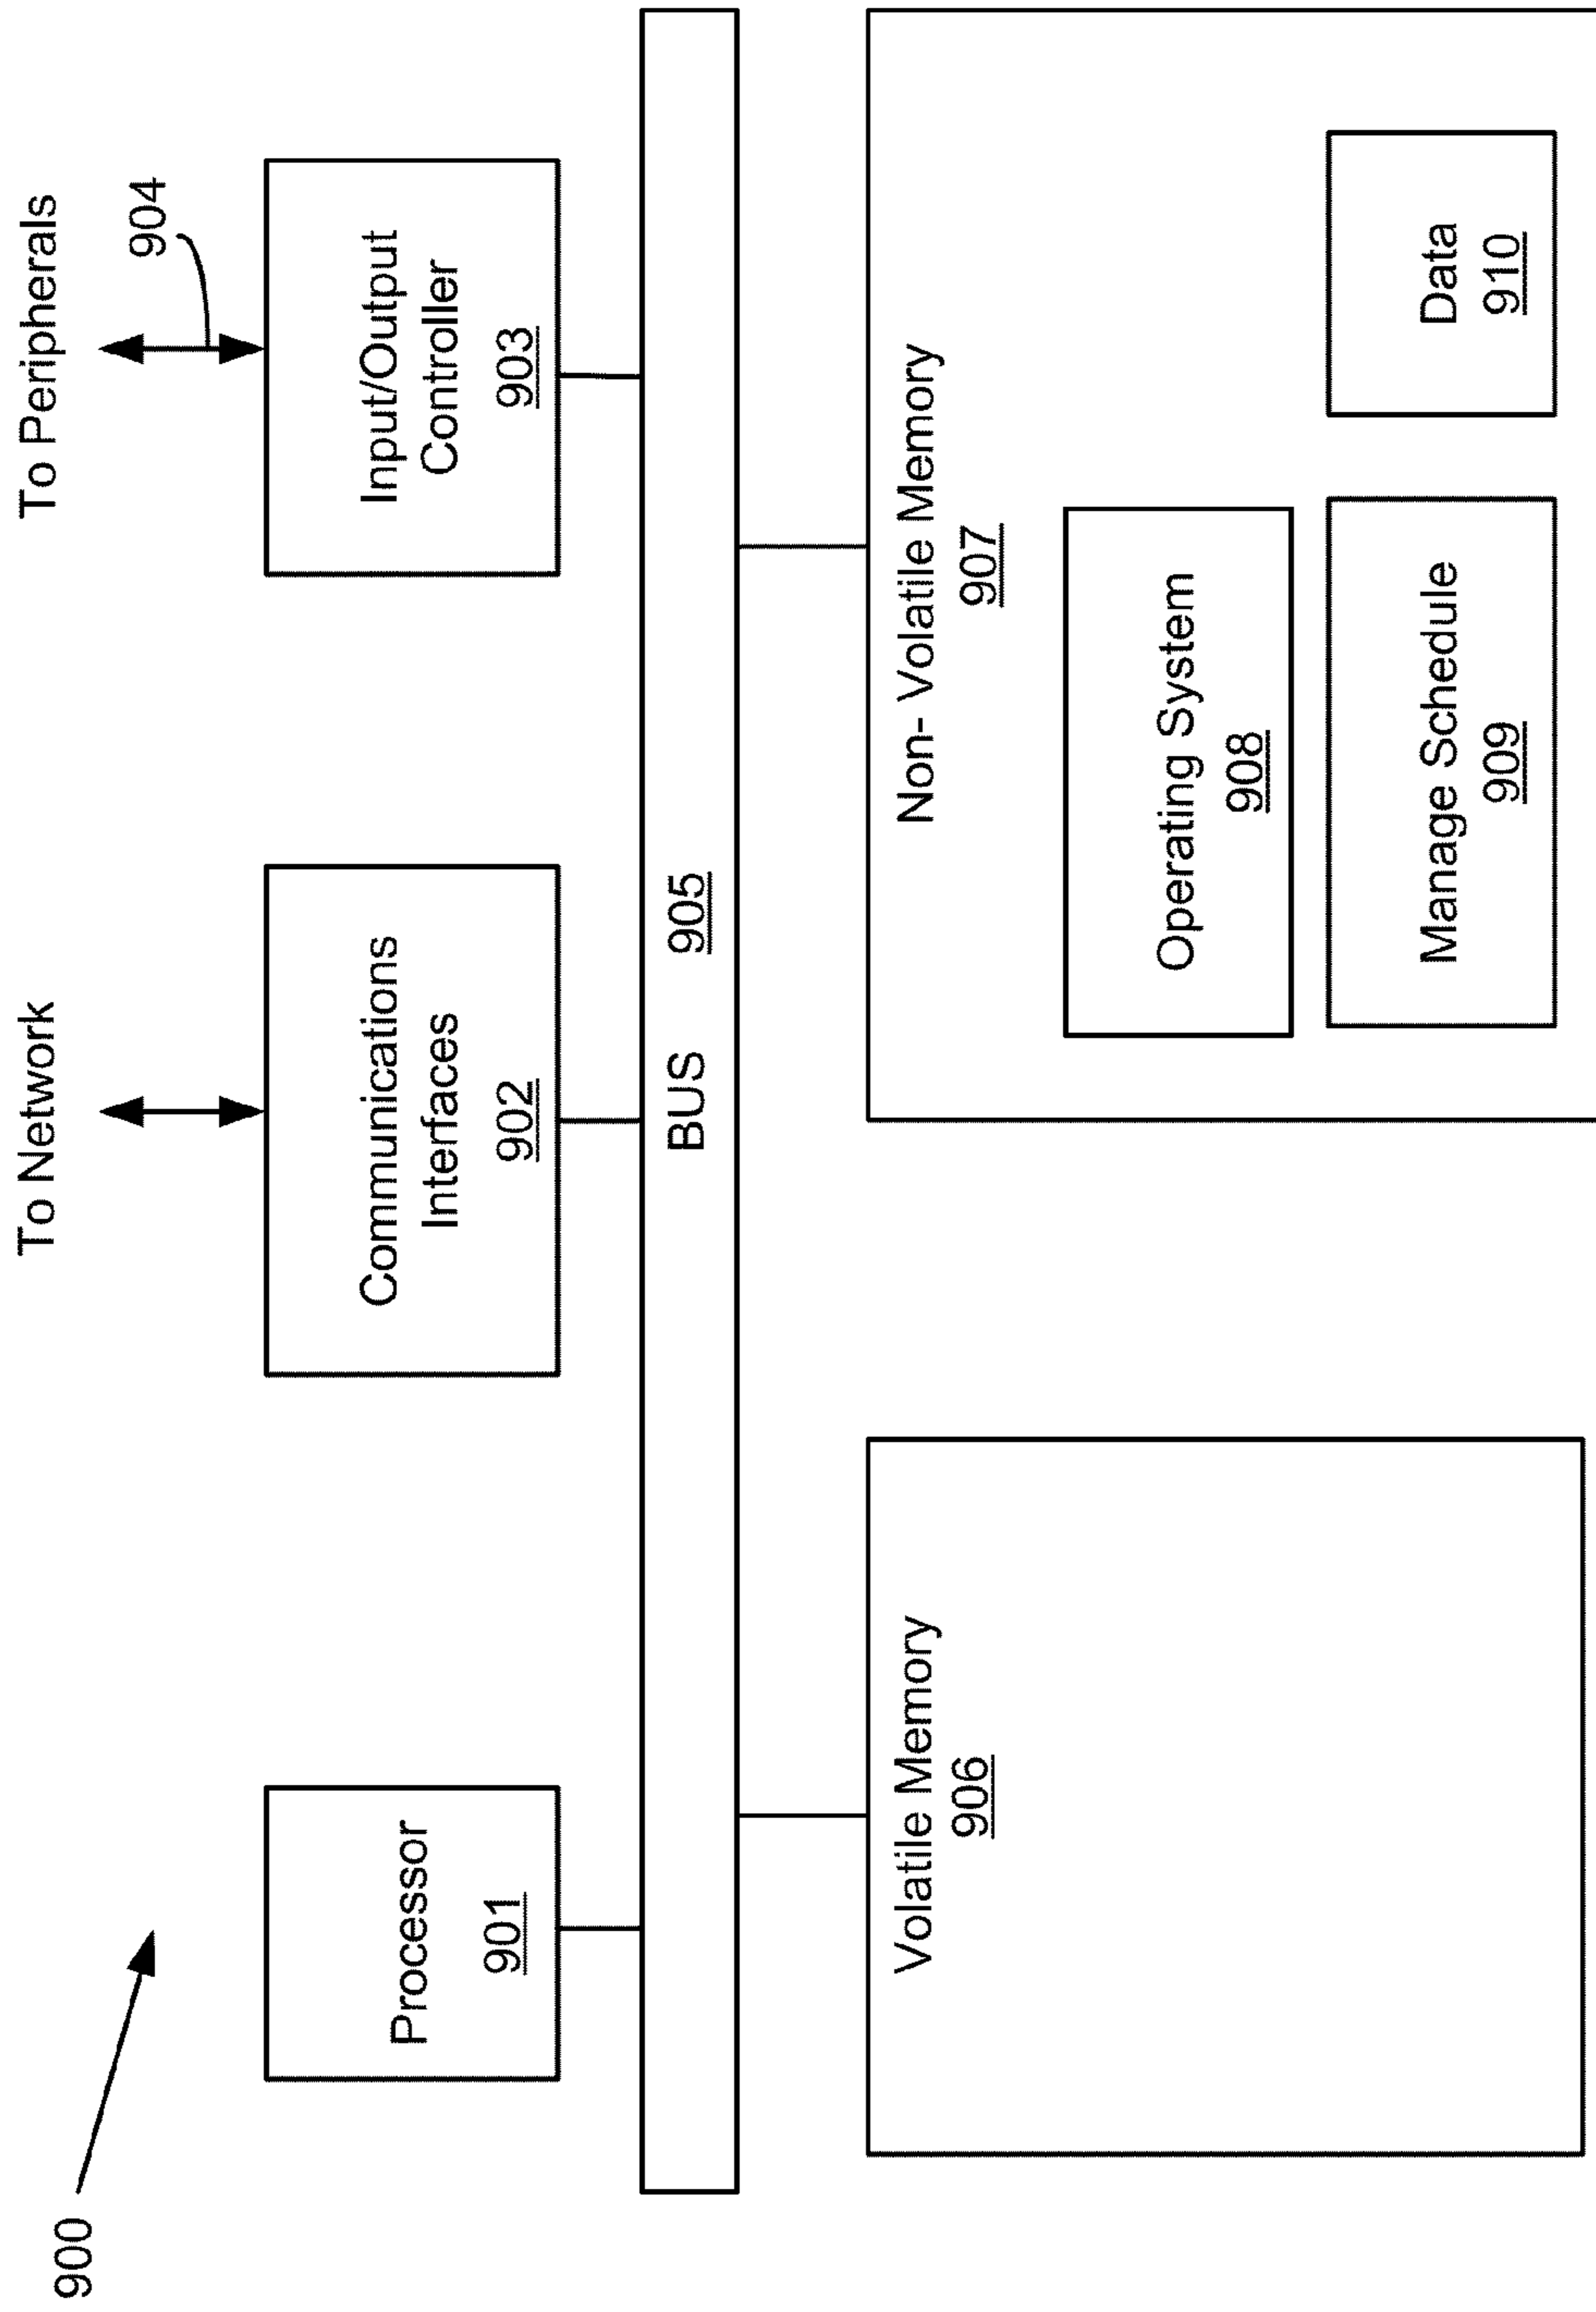 900
To Network
To Peripherals
904
Processor
901
Communications
Interfaces
902
Input/Output
Controller
903
BUS 905
Volatile Memory
906
Non- Volatile Memory
907
Operating System
908
Manage Schedule
909
Data
910